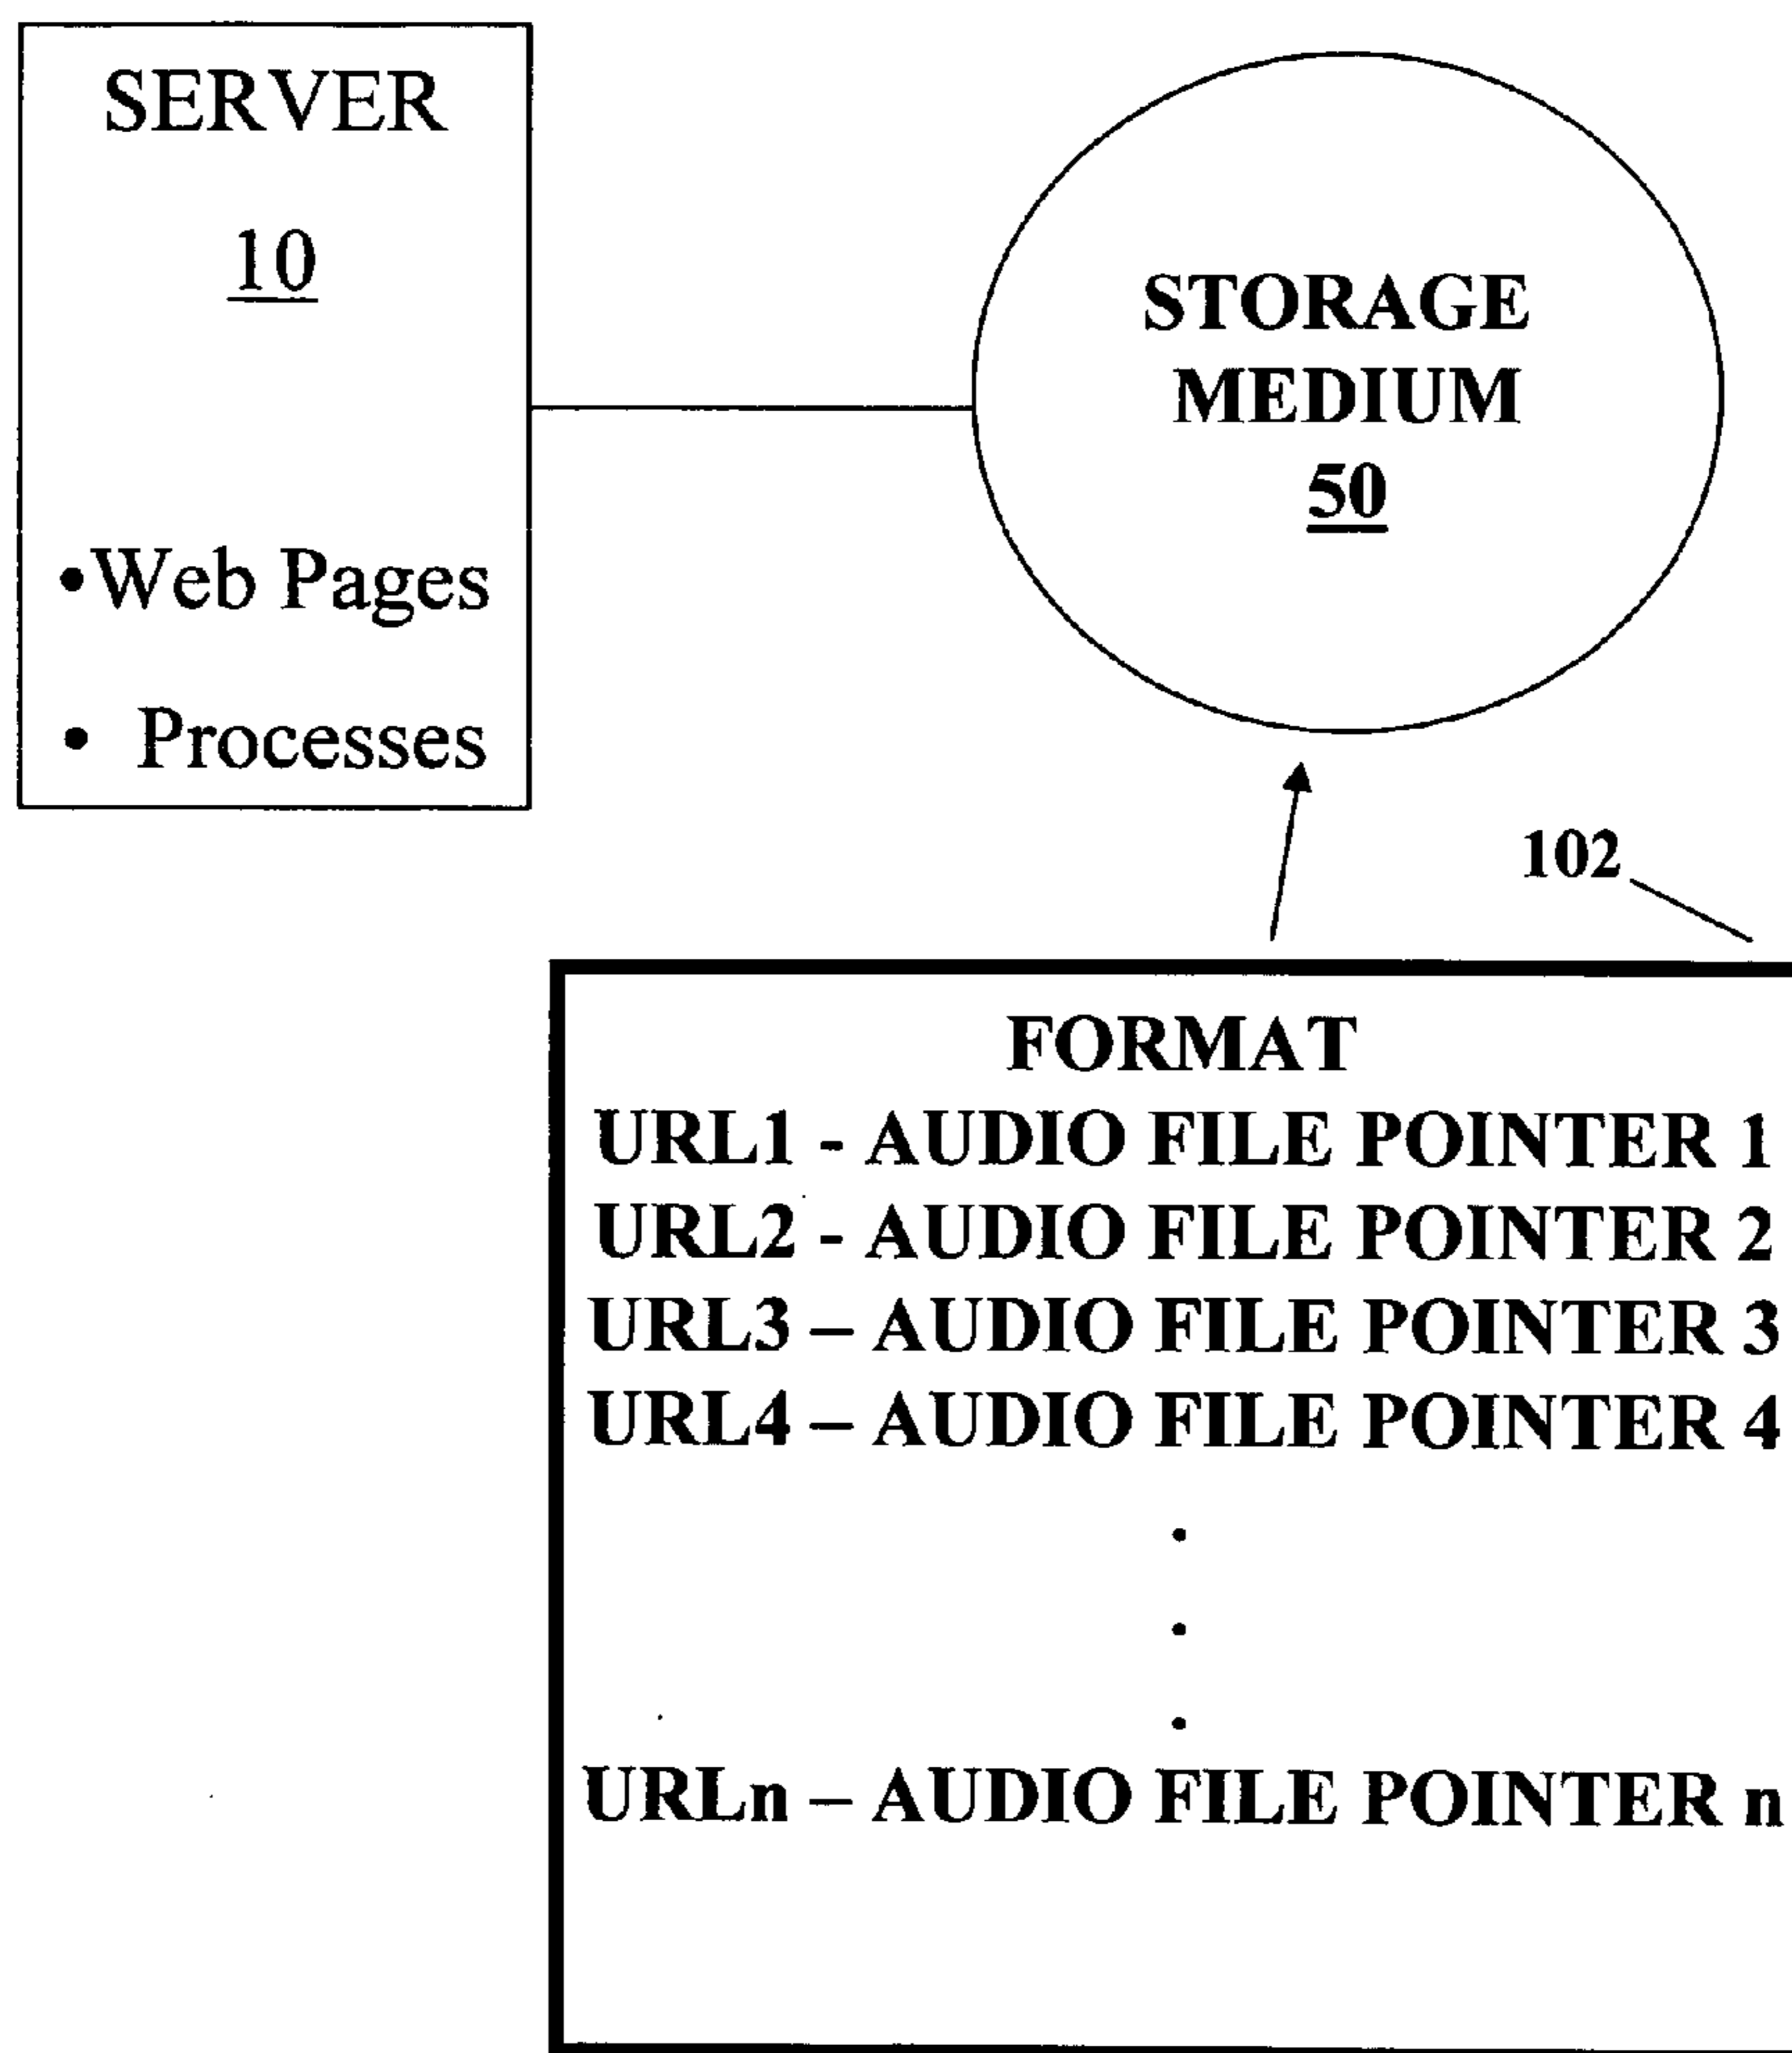 SERVER
10
•Web Pages
• Processes
STORAGE
MEDIUM
50
102
FORMAT
URL1 - AUDIO FILE POINTER 1
URL2 - AUDIO FILE POINTER 2
URL3 – AUDIO FILE POINTER 3
URL4 – AUDIO FILE POINTER 4
.
.
.
URLn – AUDIO FILE POINTER n